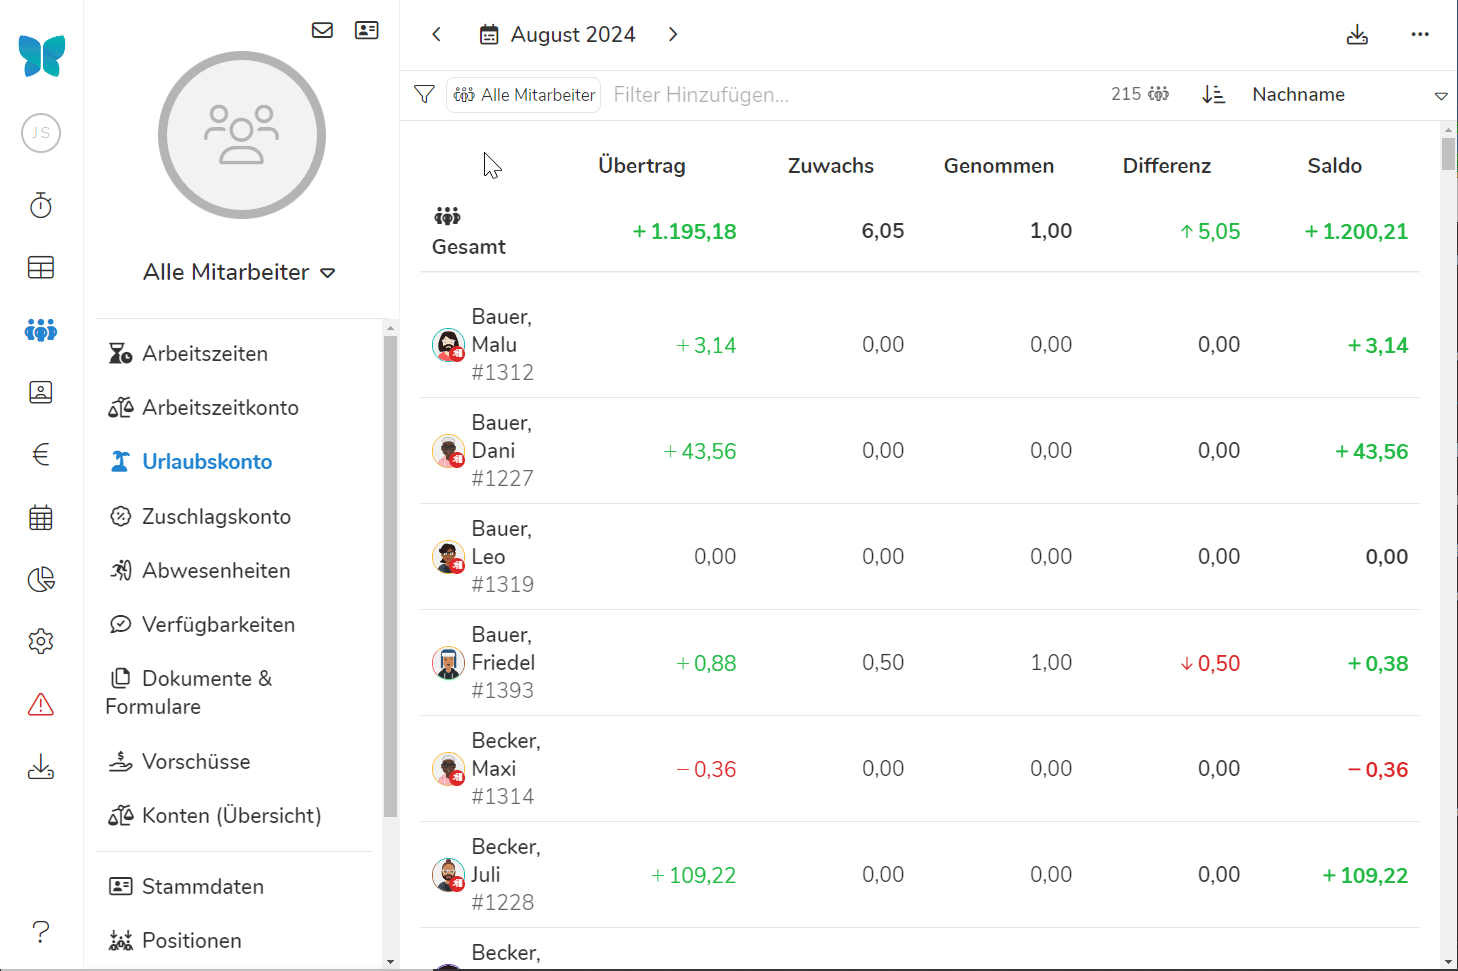 August 2024
Alle Mitarbeiter Filter Hinzufügen... 215 Nachname
JS
Alle Mitarbeiter
Arbeitszeiten
Arbeitszeitkonto
Urlaubskonto
Zuschlagskonto
Abwesenheiten
Verfügbarkeiten
Dokumente &
Formulare
Vorschüsse
Konten (Übersicht)
Stammdaten
Positionen
?
Übertrag Zuwachs Genommen Differenz Saldo
Gesamt +1.195,18 6,05 1,00 ↑5,05 +1.200,21
Bauer,
Malu +3,14 0,00 0,00 0,00 +3,14
#1312
Bauer,
Dani +43,56 0,00 0,00 0,00 +43,56
#1227
Bauer,
Leo 0,00 0,00 0,00 0,00 0,00
#1319
Bauer,
Friedel +0,88 0,50 1,00 ↓0,50 +0,38
#1393
Becker,
Maxi −0,36 0,00 0,00 0,00 −0,36
#1314
Becker,
Juli +109,22 0,00 0,00 0,00 +109,22
#1228
Becker,